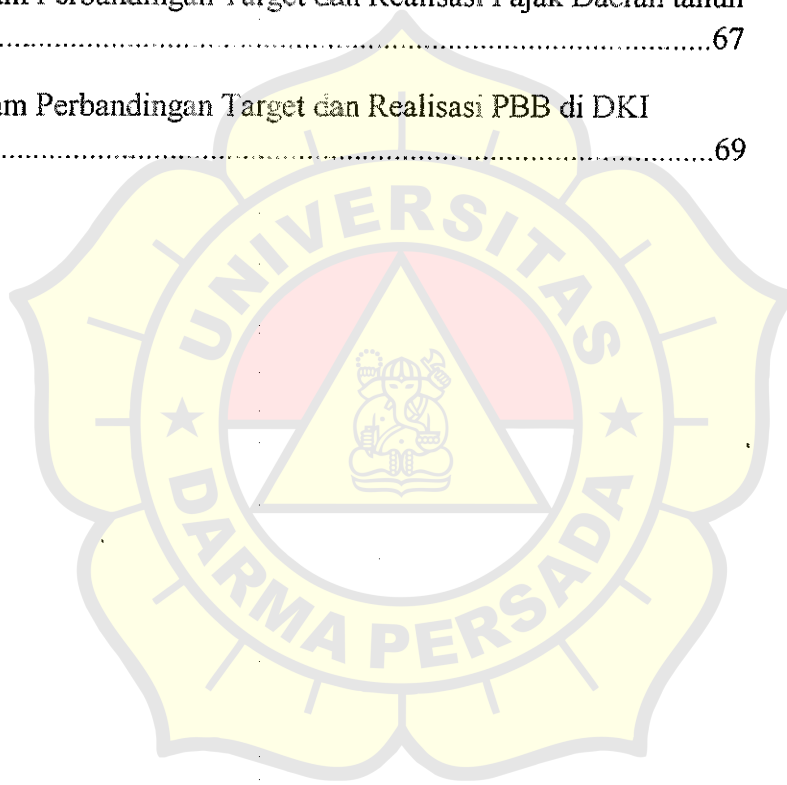 Perbandingan Target dan Realisasi Pajak Daerah tahun
........67
am Perbandingan Target dan Realisasi PBB di DKI
........69
UNIVERSITAS
DARMA PERSADA